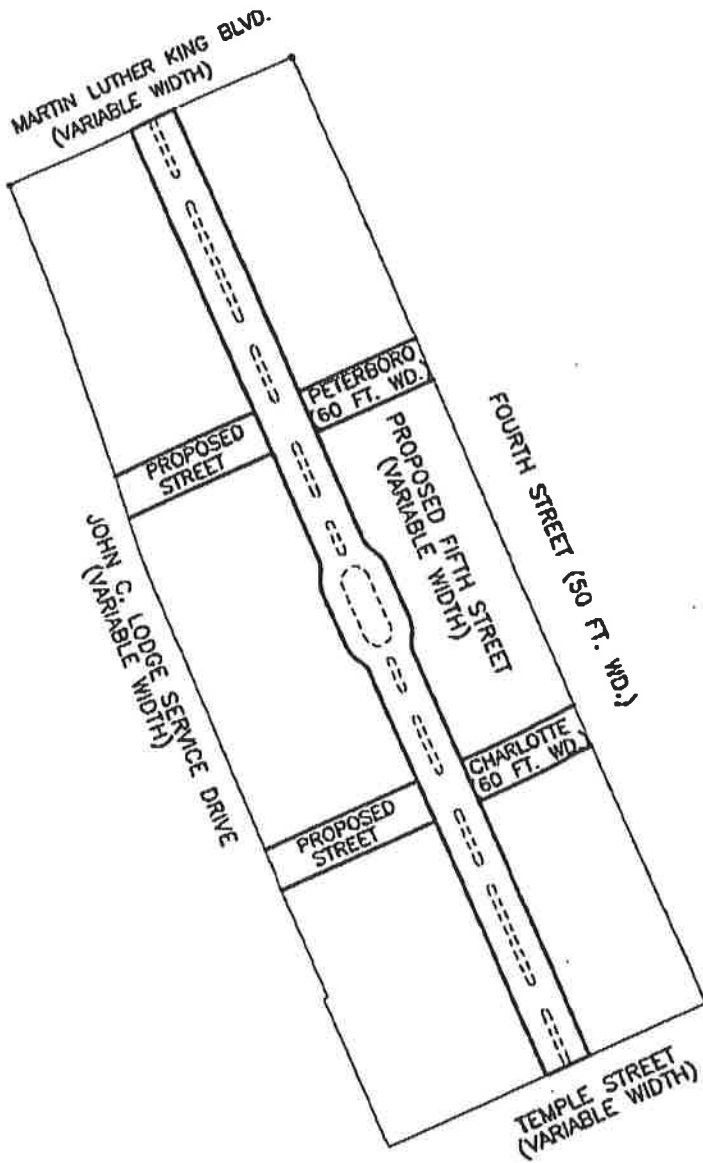 MARTIN LUTHER KING BLVD.
(VARIABLE WIDTH)
PETERBORO
(60 FT. WD.)
PROPOSED
STREET
PROPOSED FIFTH STREET
(VARIABLE WIDTH)
FOURTH STREET (50 FT. WD.)
JOHN C. LODGE SERVICE DRIVE
(VARIABLE WIDTH)
CHARLOTTE
(60 FT. WD.)
PROPOSED
STREET
TEMPLE STREET
(VARIABLE WIDTH)